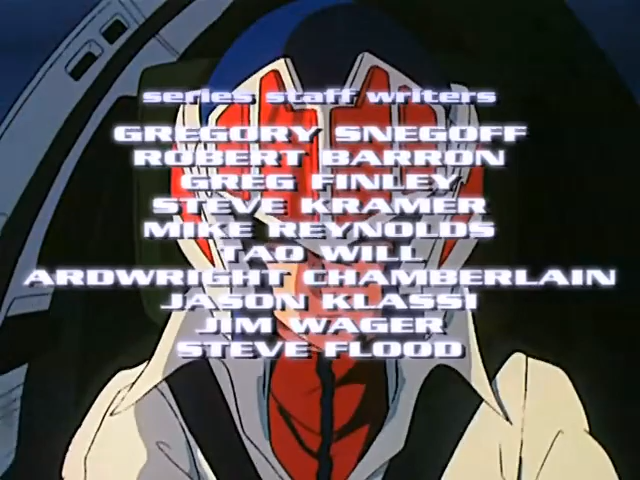 series staff writers
GREGORY SNEGOFF
ROBERT BARRON
GREG FINLEY
STEVE KRAMER
MIKE REYNOLDS
TAO WILL
ARDWRIGHT CHAMBERLAIN
JASON KLASSI
JIM WAGER
STEVE FLOOD